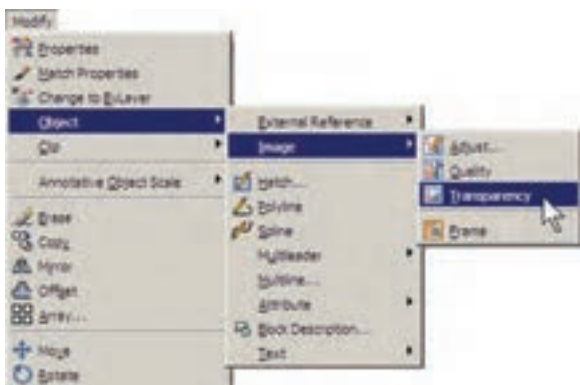 Modify
Properties
Match Properties
Change to ByLayer
Object
Clip
Annotative Object Scale
Erase
Copy
Mirror
Offset
Array...
Move
Rotate
External Reference
Image
Hatch...
Polyline
Spline
Multileader
Multiline...
Attribute
Block Description...
Text
Adjust...
Quality
Transparency
Frame